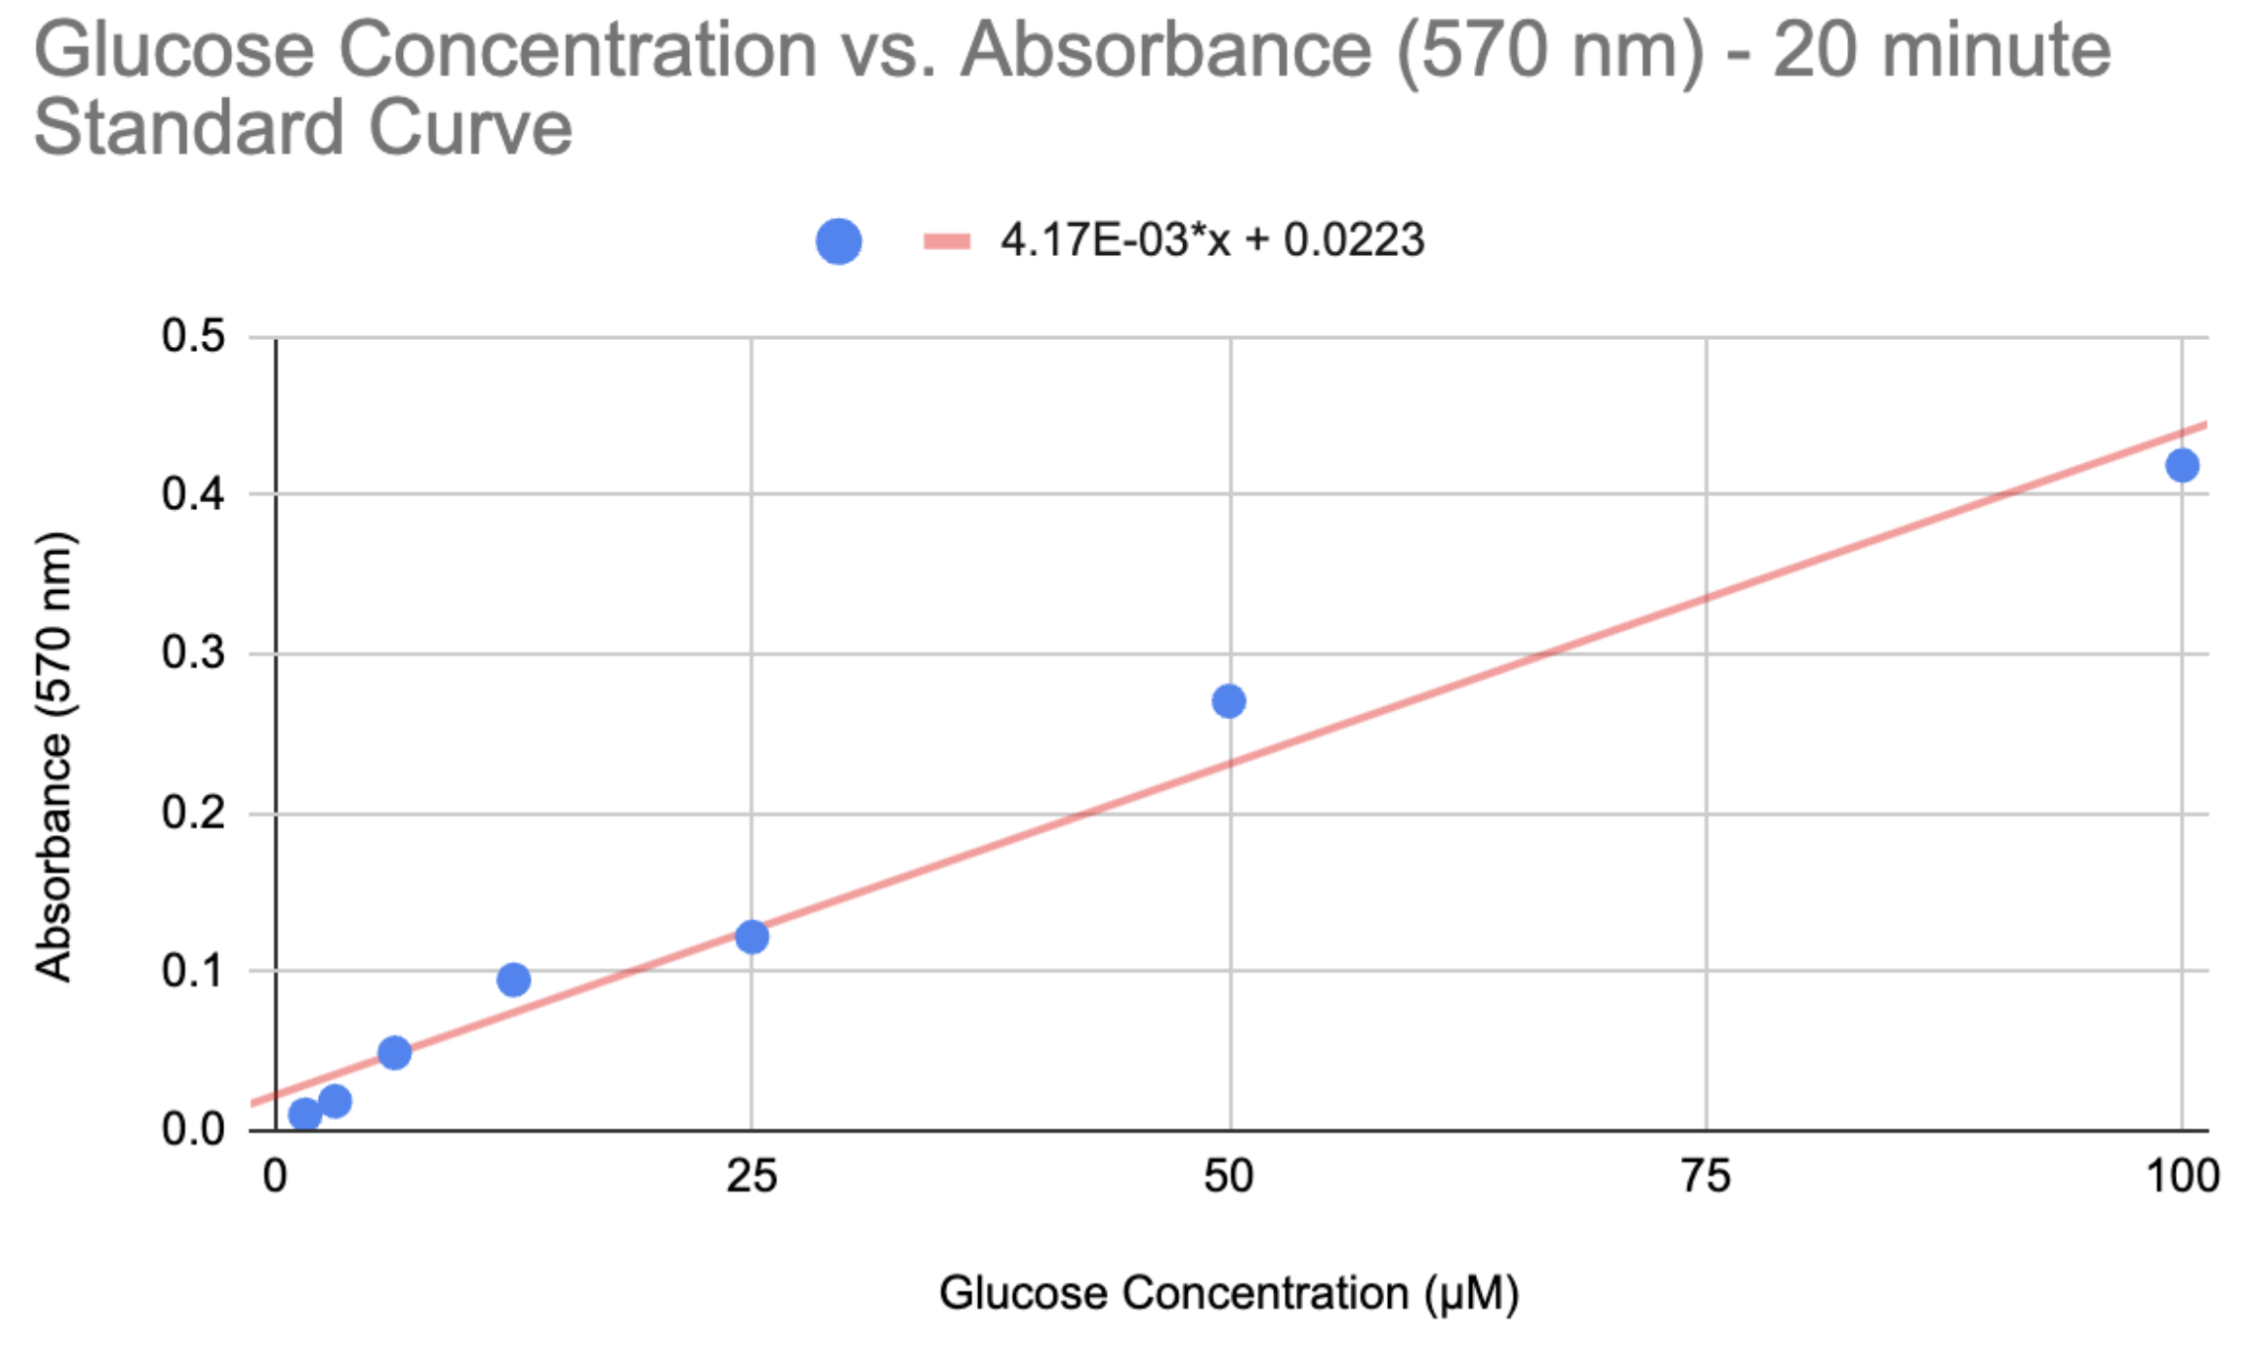 Glucose Concentration vs. Absorbance (570 nm) - 20 minute
Standard Curve
4.17E-03*x + 0.0223
Absorbance (570 nm)
0.5
0.4
0.3
0.2
0.1
0.0
0 25 50 75 100
Glucose Concentration (μM)